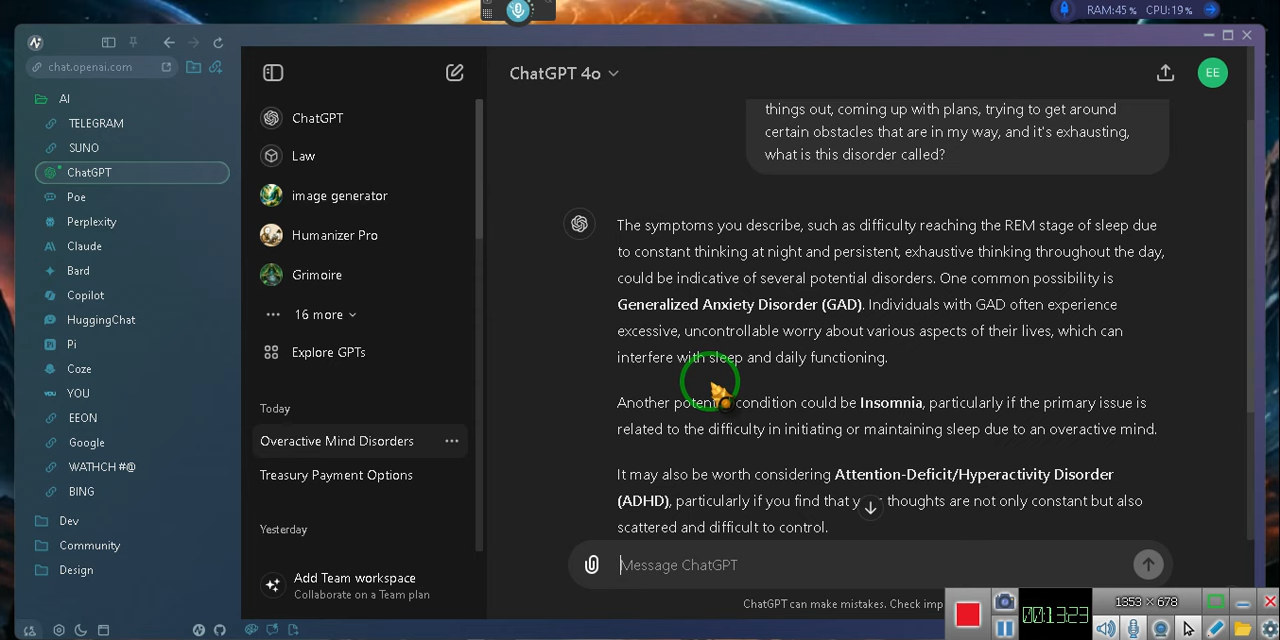 RAM:45% CPU:19%
chat.openai.com
AI
TELEGRAM
SUNO
ChatGPT
Poe
Perplexity
Claude
Bard
Copilot
HuggingChat
Pi
Coze
YOU
EEON
Google
WATHCH #@
BING
Dev
Community
Design
ChatGPT
Law
image generator
Humanizer Pro
Grimoire
16 more
Explore GPTs
Today
Overactive Mind Disorders
Treasury Payment Options
Yesterday
Add Team workspace
Collaborate on a Team plan
ChatGPT 4o
EE
things out, coming up with plans, trying to get around
certain obstacles that are in my way, and it's exhausting,
what is this disorder called?
The symptoms you describe, such as difficulty reaching the REM stage of sleep due
to constant thinking at night and persistent, exhaustive thinking throughout the day,
could be indicative of several potential disorders. One common possibility is
Generalized Anxiety Disorder (GAD). Individuals with GAD often experience
excessive, uncontrollable worry about various aspects of their lives, which can
interfere with sleep and daily functioning.
Another potential condition could be Insomnia, particularly if the primary issue is
related to the difficulty in initiating or maintaining sleep due to an overactive mind.
It may also be worth considering Attention-Deficit/Hyperactivity Disorder
(ADHD), particularly if you find that your thoughts are not only constant but also
scattered and difficult to control.
Message ChatGPT
ChatGPT can make mistakes. Check imp
1353 × 678
00:13:23